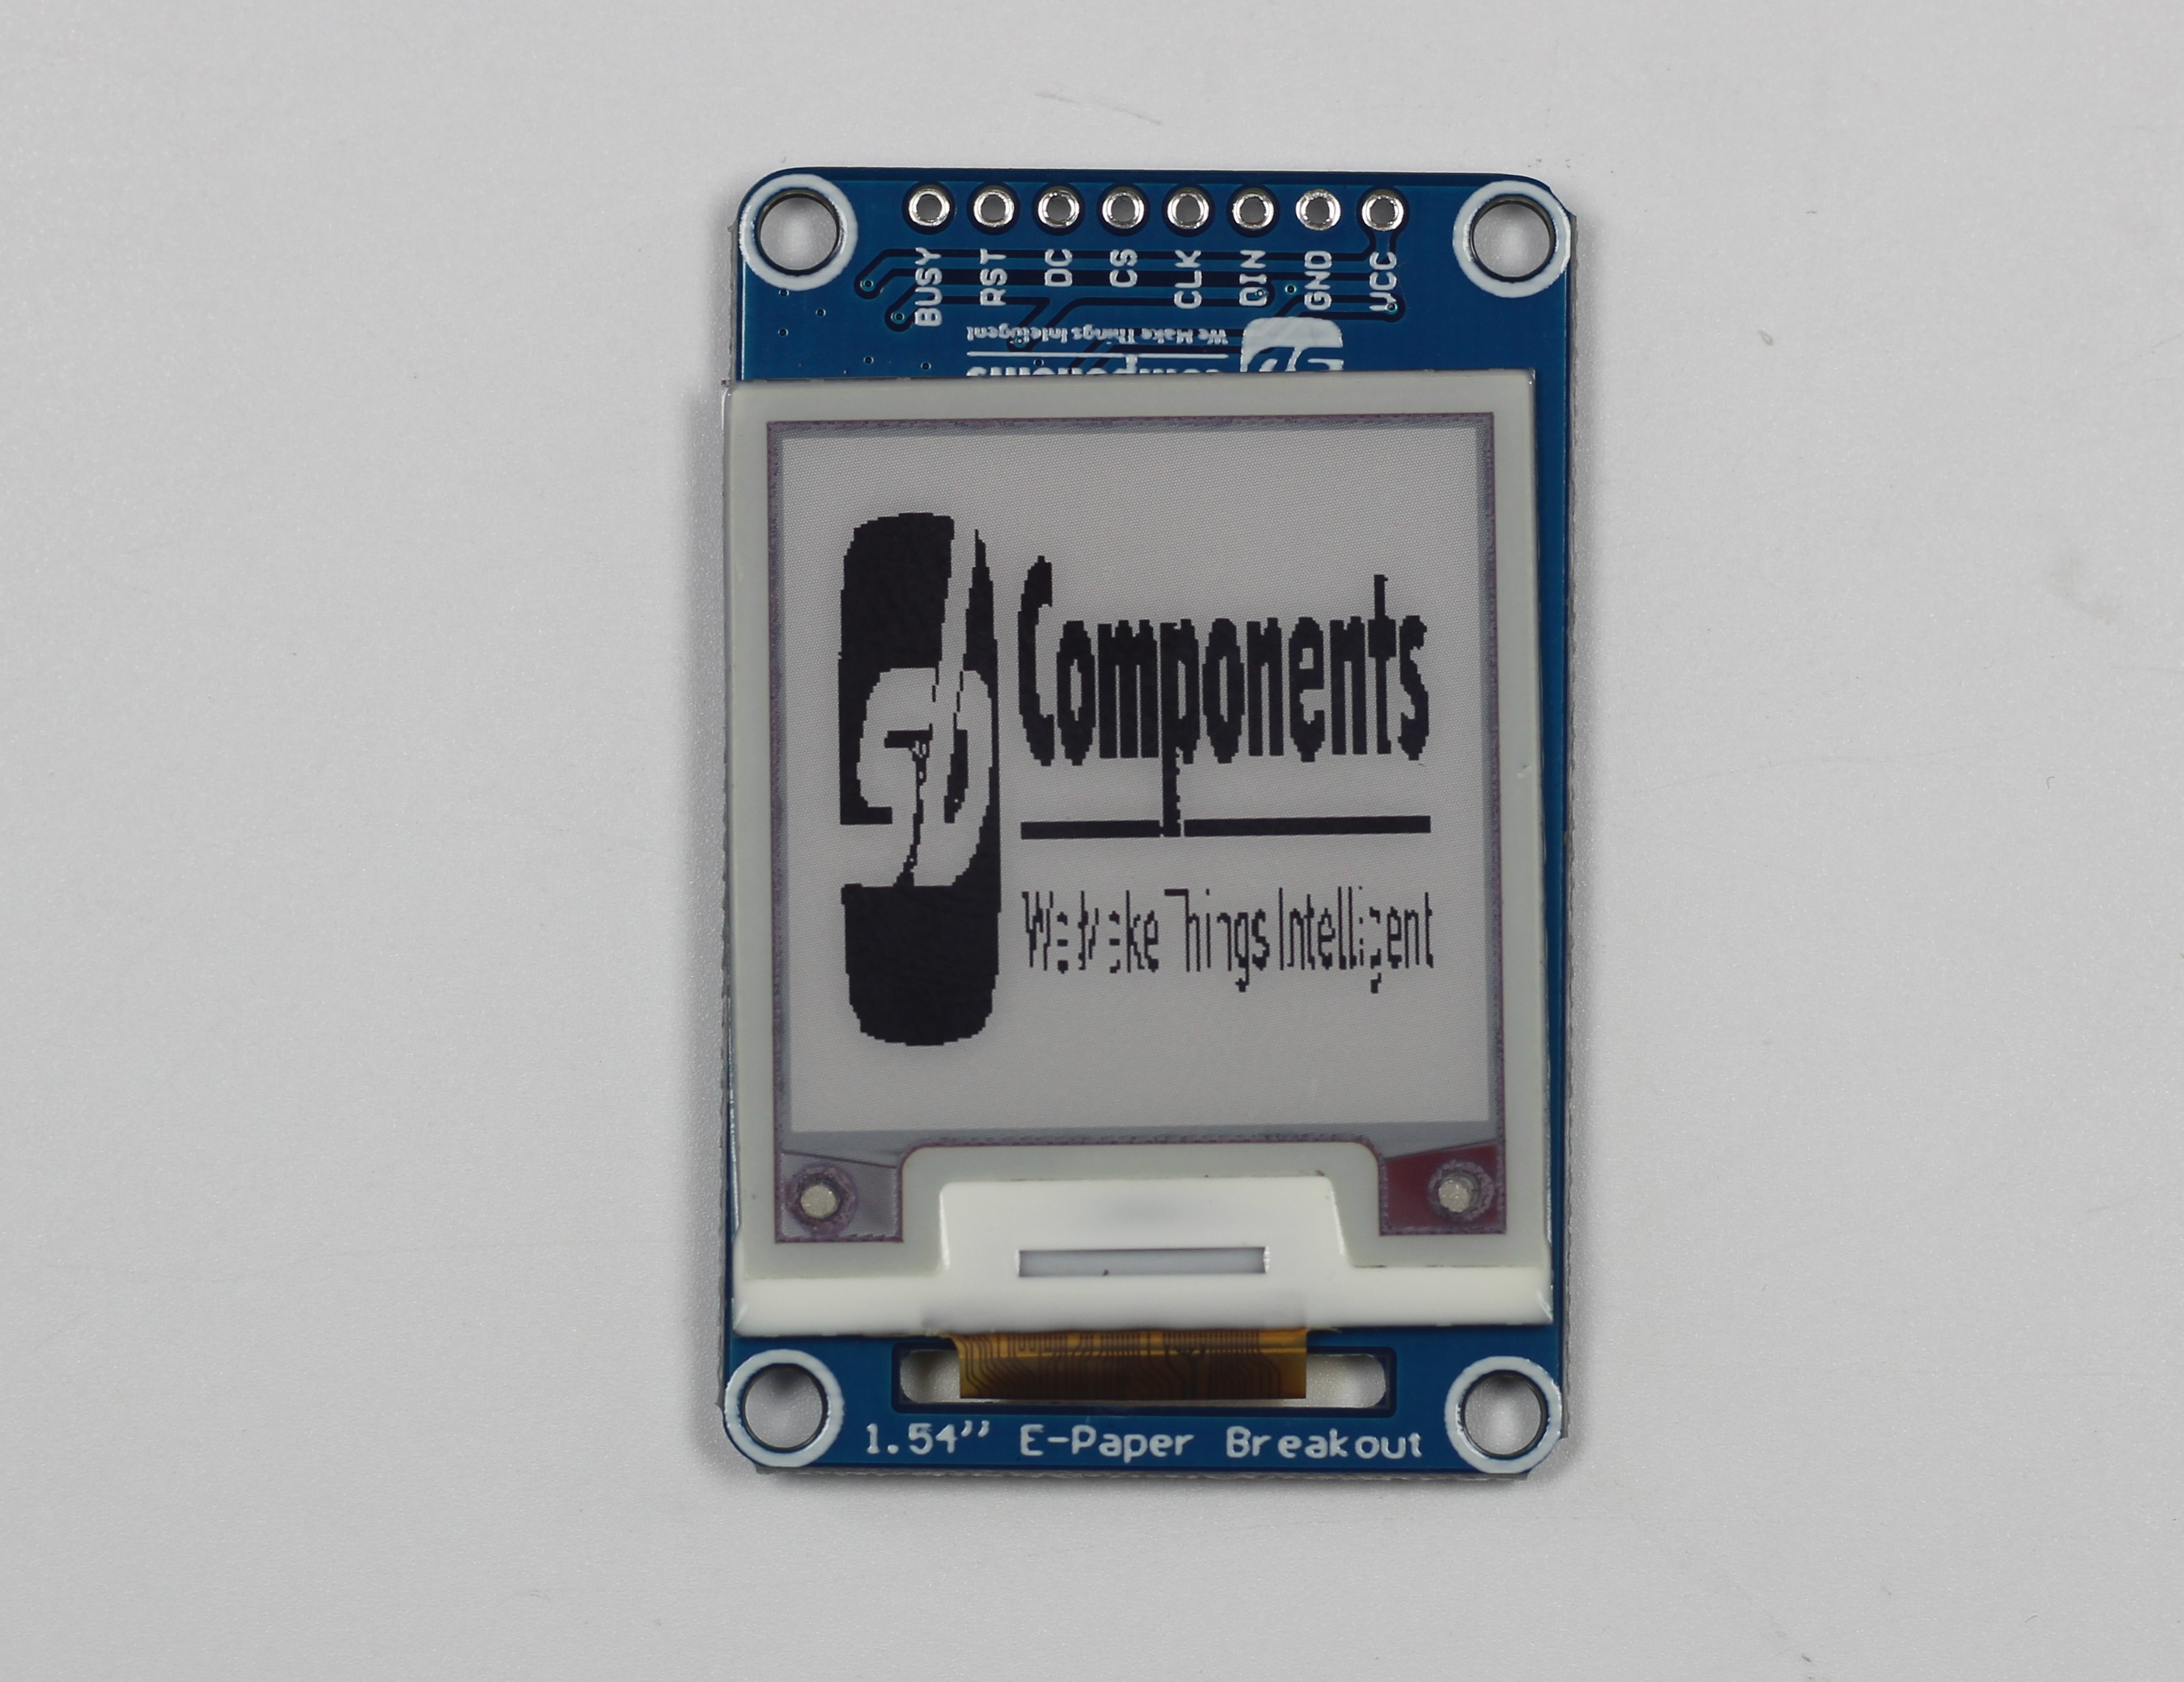 BUSY RST DC CS CLK DIN GND VCC
We Make Things Intelligent
Components
Components
We Make Things Intelligent
1.54” E-Paper Breakout